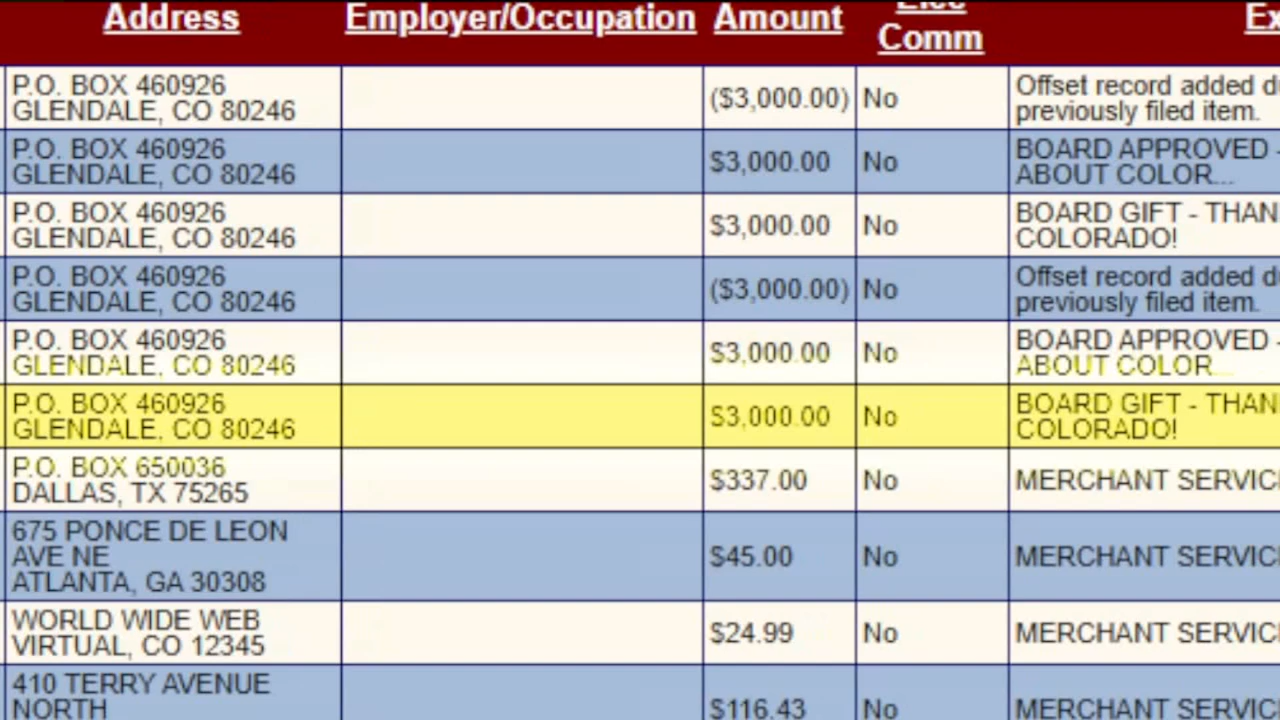 Address Employer/Occupation Amount Elec Comm
P.O. BOX 460926
GLENDALE, CO 80246
($3,000.00) No
Offset record added
previously filed item.
P.O. BOX 460926
GLENDALE, CO 80246
$3,000.00 No
BOARD APPROVED -
ABOUT COLOR...
P.O. BOX 460926
GLENDALE, CO 80246
$3,000.00 No
BOARD GIFT - THAN
COLORADO!
P.O. BOX 460926
GLENDALE, CO 80246
($3,000.00) No
Offset record added
previously filed item.
P.O. BOX 460926
GLENDALE, CO 80246
$3,000.00 No
BOARD APPROVED -
ABOUT COLOR...
P.O. BOX 460926
GLENDALE, CO 80246
$3,000.00 No
BOARD GIFT - THAN
COLORADO!
P.O. BOX 650036
DALLAS, TX 75265
$337.00 No
MERCHANT SERVIC
675 PONCE DE LEON
AVE NE
ATLANTA, GA 30308
$45.00 No
MERCHANT SERVIC
WORLD WIDE WEB
VIRTUAL, CO 12345
$24.99 No
MERCHANT SERVIC
410 TERRY AVENUE
NORTH
$116.43 No
MERCHANT SERVIC